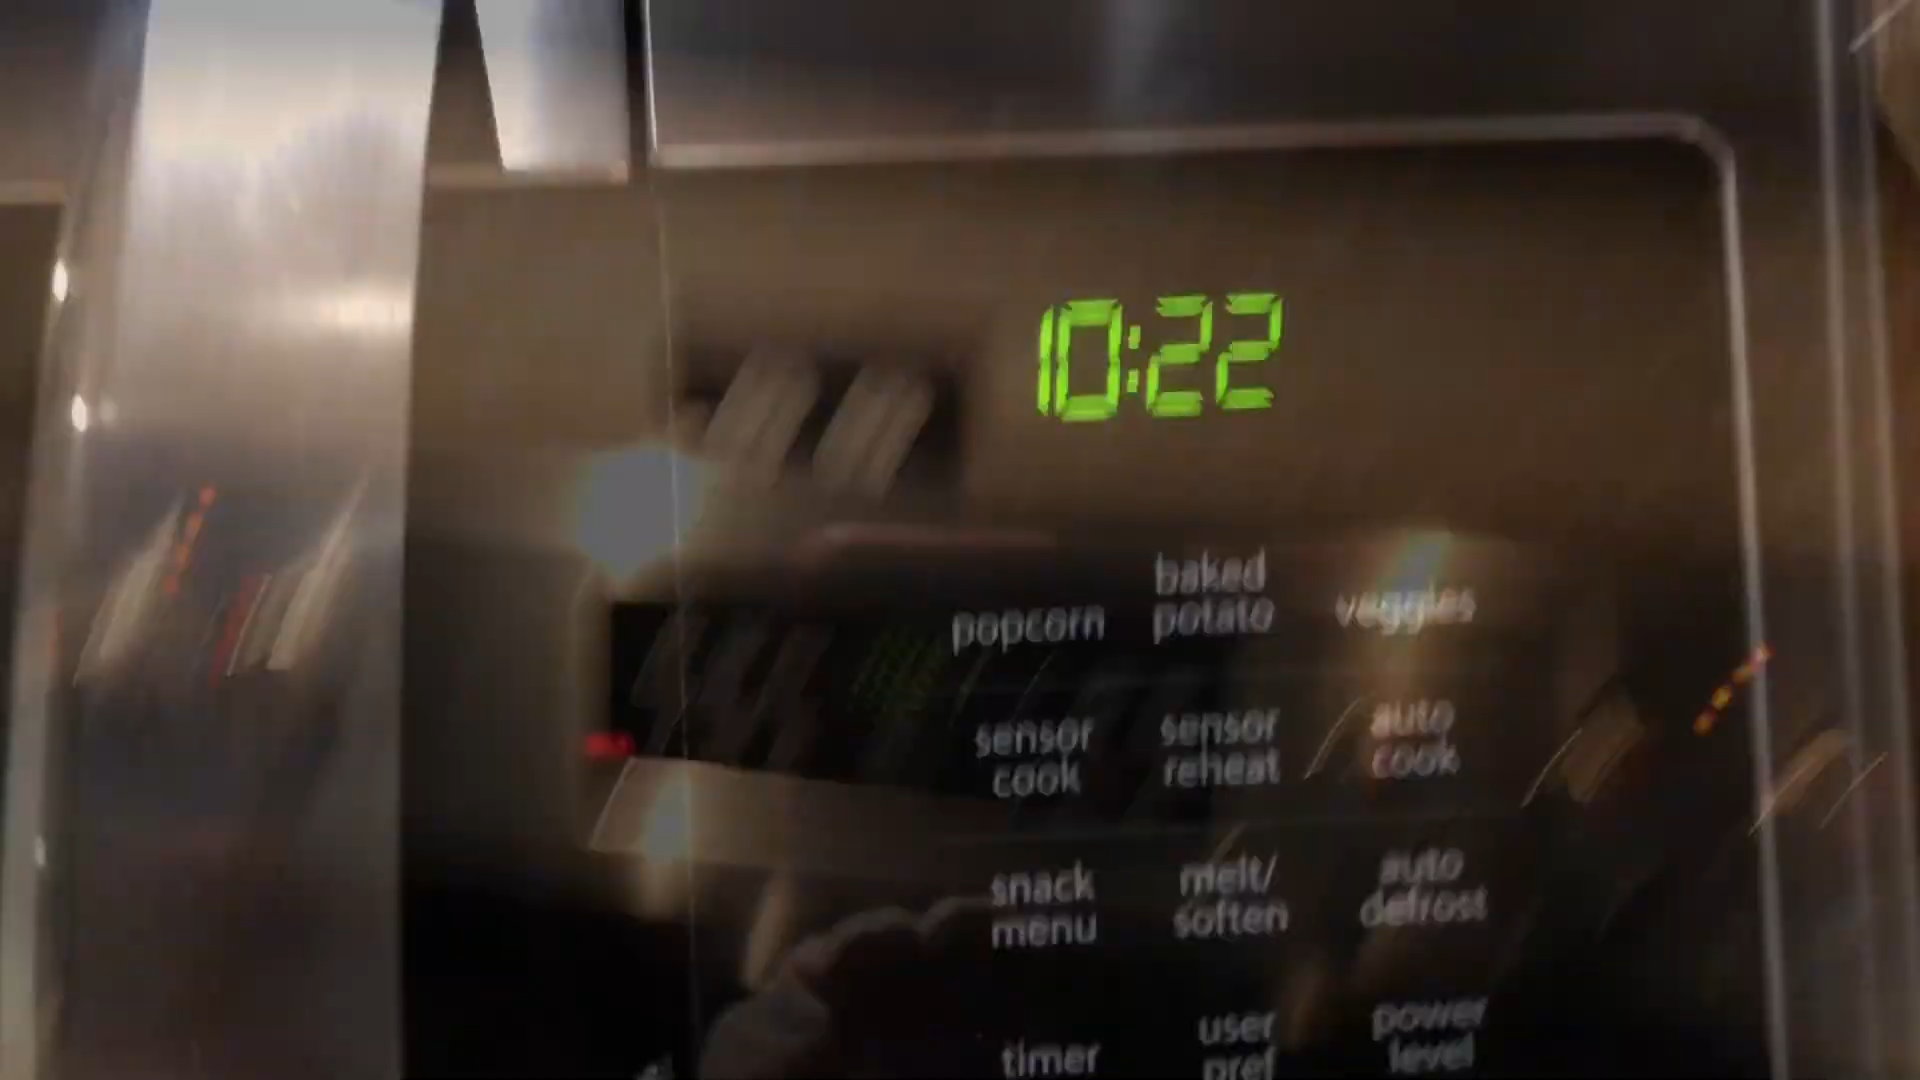 10:22
popcorn
baked
potato
veggies
sensor
cook
sensor
reheat
auto
cook
snack
menu
melt/
soften
auto
defrost
timer
user
pref
power
level